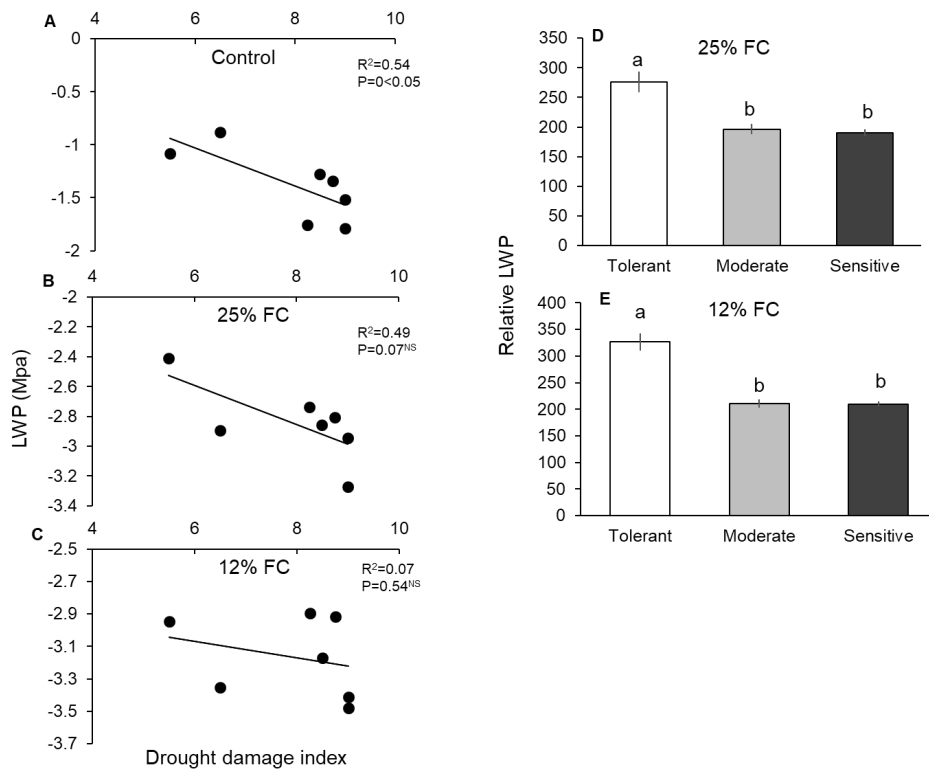 A
4 6 8 10
Control
R²=0.54
P=0<0.05
0
-0.5
-1
-1.5
-2
4 6 8 10
B
25% FC
R²=0.49
P=0.07ᴺˢ
-2
-2.2
-2.4
-2.6
-2.8
-3
-3.2
-3.4
LWP (Mpa)
4 6 8 10
C
12% FC
R²=0.07
P=0.54ᴺˢ
-2.5
-2.7
-2.9
-3.1
-3.3
-3.5
-3.7
Drought damage index
D
25% FC
350
300
250
200
150
100
50
0
a
b
b
Tolerant Moderate Sensitive
Relative LWP
E
12% FC
400
350
300
250
200
150
100
50
0
a
b
b
Tolerant Moderate Sensitive